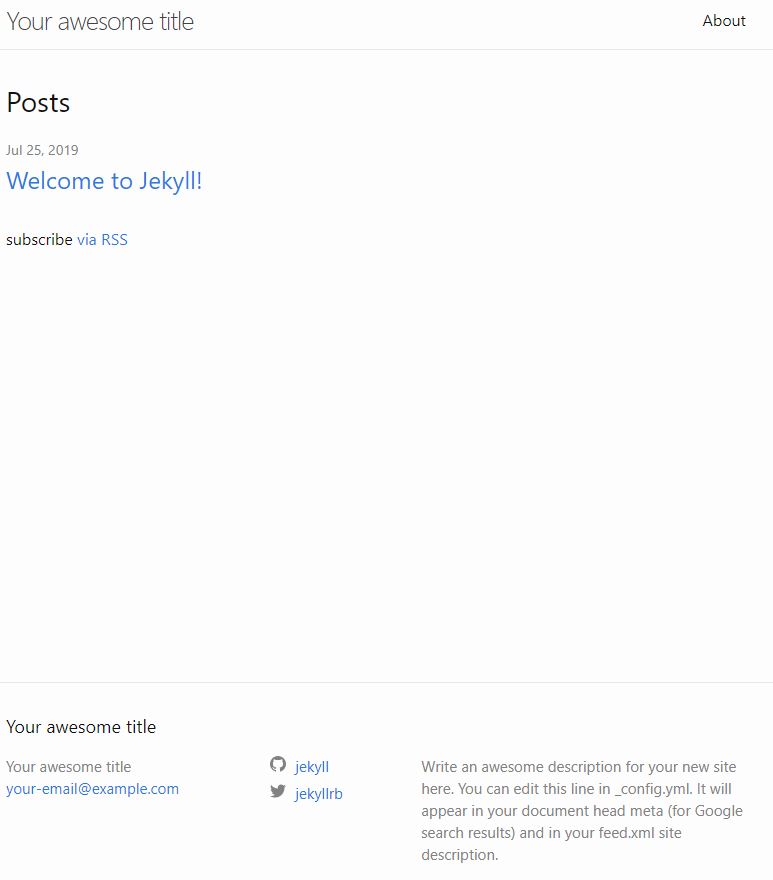 Your awesome title
About
Posts
Jul 25, 2019
Welcome to Jekyll!
subscribe via RSS
Your awesome title
Your awesome title
your-email@example.com
jekyll
jekyllrb
Write an awesome description for your new site
here. You can edit this line in _config.yml. It will
appear in your document head meta (for Google
search results) and in your feed.xml site
description.